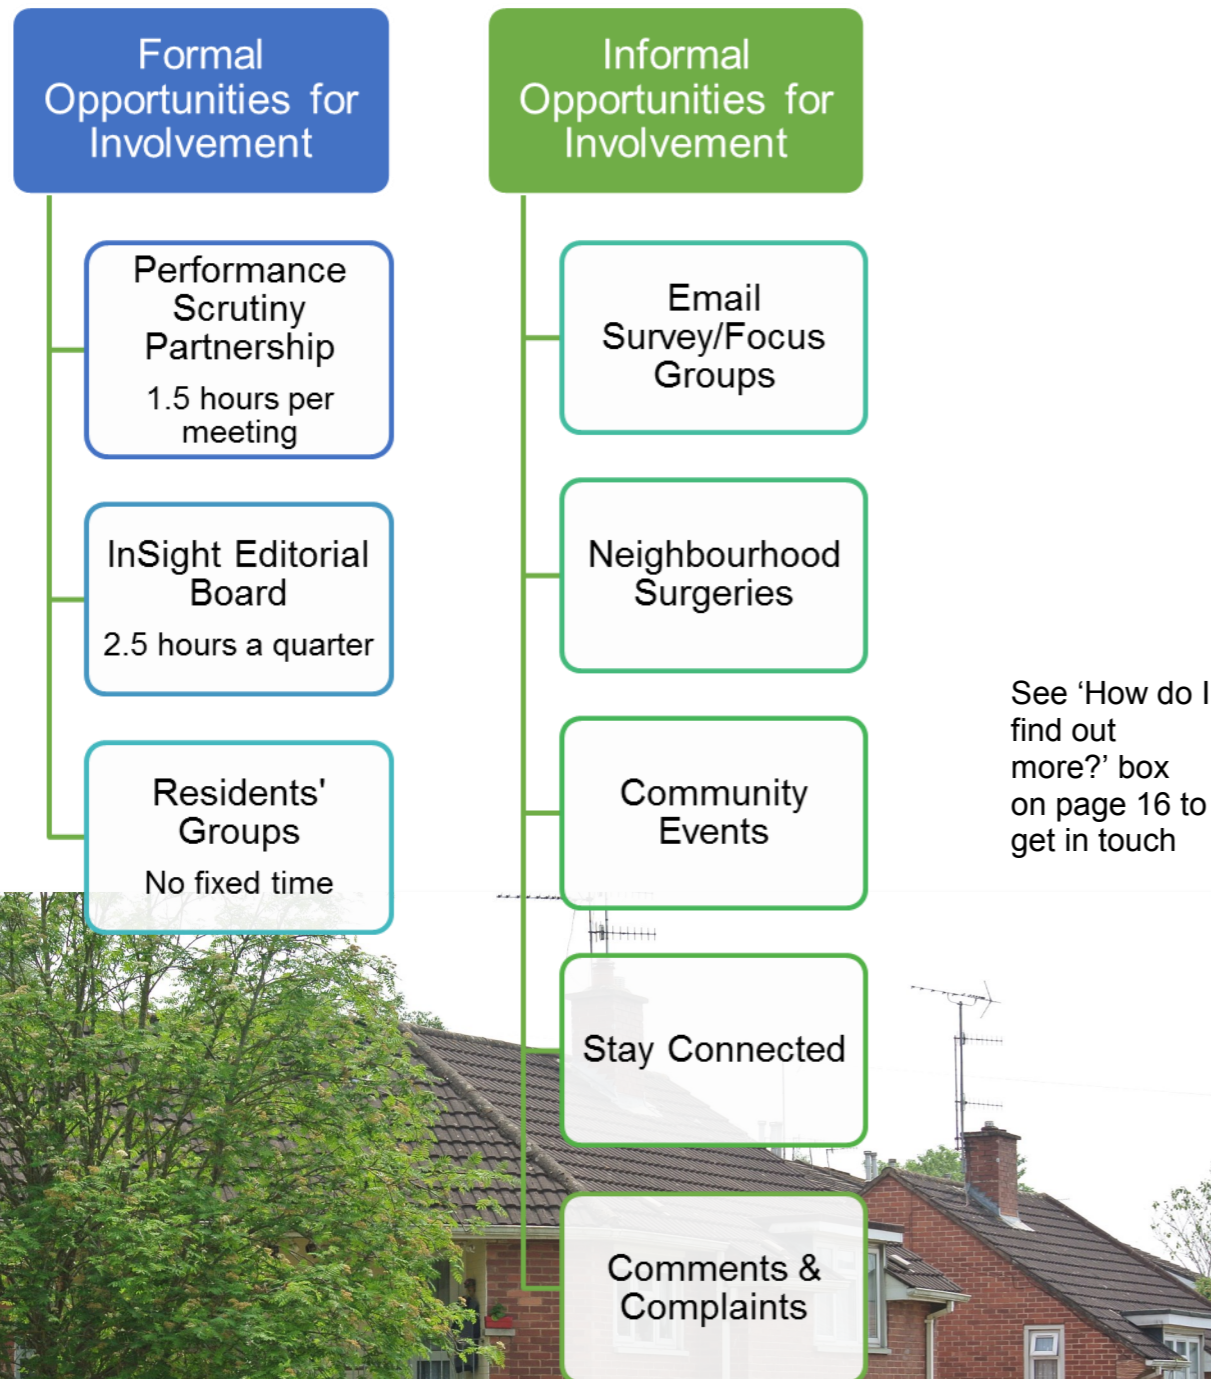 Formal
Opportunities for
Involvement
Performance
Scrutiny
Partnership
1.5 hours per
meeting
InSight Editorial
Board
2.5 hours a quarter
Residents'
Groups
No fixed time
Informal
Opportunities for
Involvement
Email
Survey/Focus
Groups
Neighbourhood
Surgeries
Community
Events
Stay Connected
Comments &
Complaints
See ‘How do I
find out
more?’ box
on page 16 to
get in touch